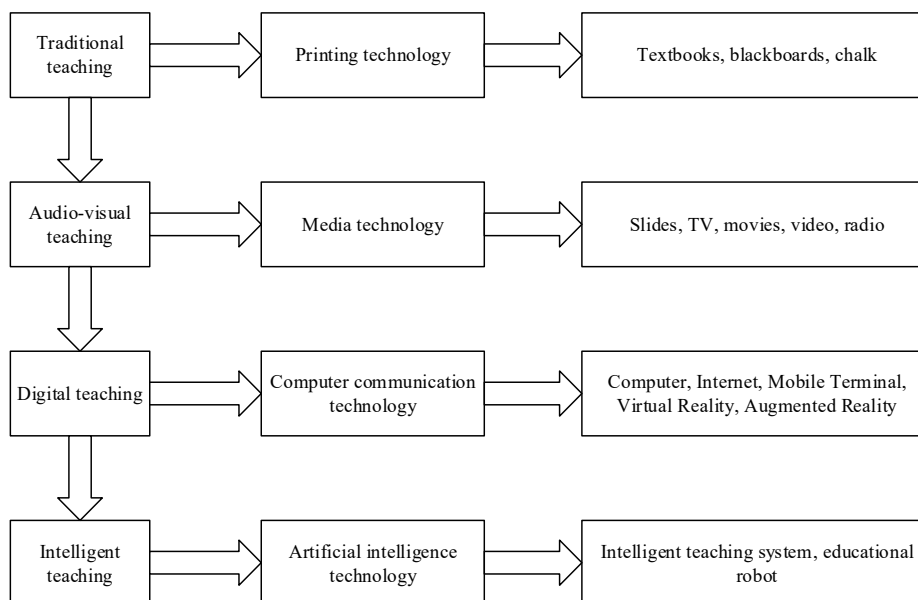 Traditional
teaching
Printing technology
Textbooks, blackboards, chalk
Audio-visual
teaching
Media technology
Slides, TV, movies, video, radio
Digital teaching
Computer communication
technology
Computer, Internet, Mobile Terminal,
Virtual Reality, Augmented Reality
Intelligent
teaching
Artificial intelligence
technology
Intelligent teaching system, educational
robot